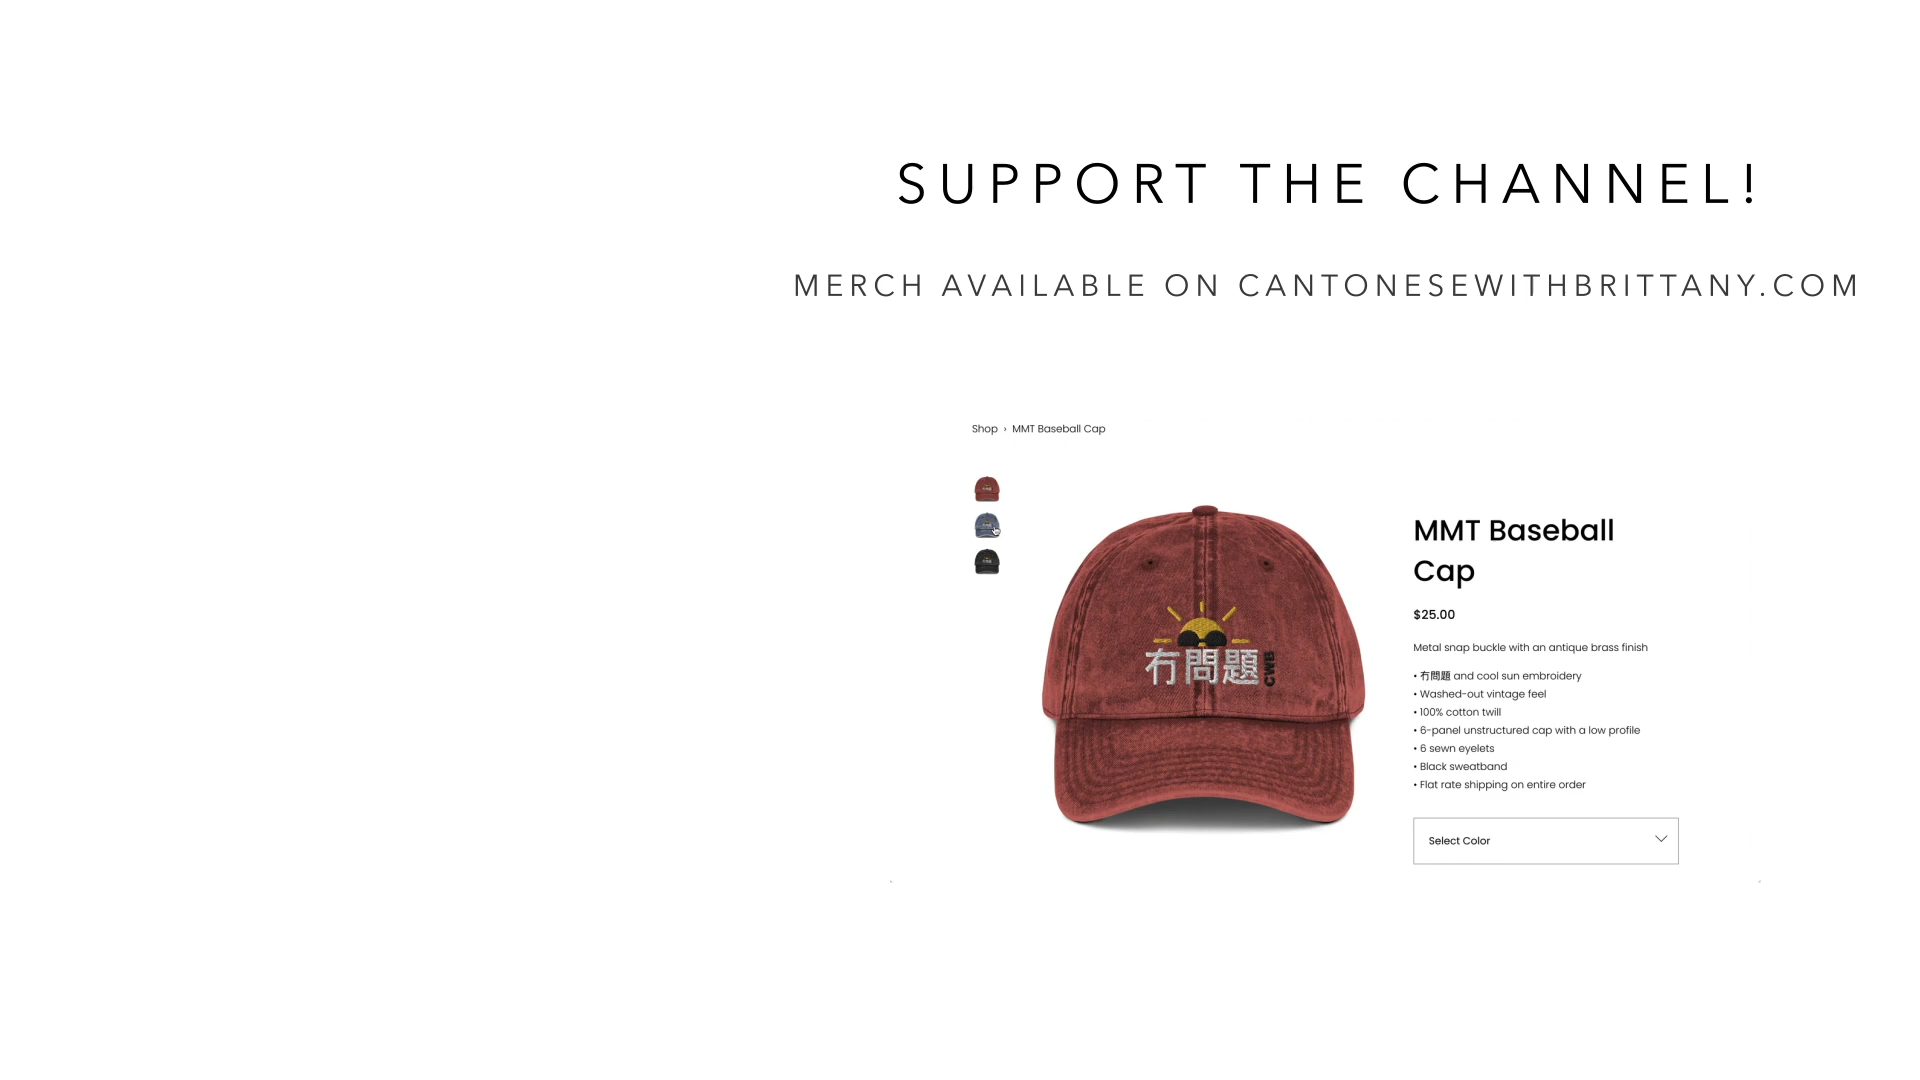 SUPPORT THE CHANNEL!
MERCH AVAILABLE ON CANTONESEWITHBRITTANY.COM
Shop › MMT Baseball Cap
冇問題
CWB
MMT Baseball
Cap
$25.00
Metal snap buckle with an antique brass finish
• 冇問題 and cool sun embroidery
• Washed-out vintage feel
• 100% cotton twill
• 6-panel unstructured cap with a low profile
• 6 sewn eyelets
• Black sweatband
• Flat rate shipping on entire order
Select Color